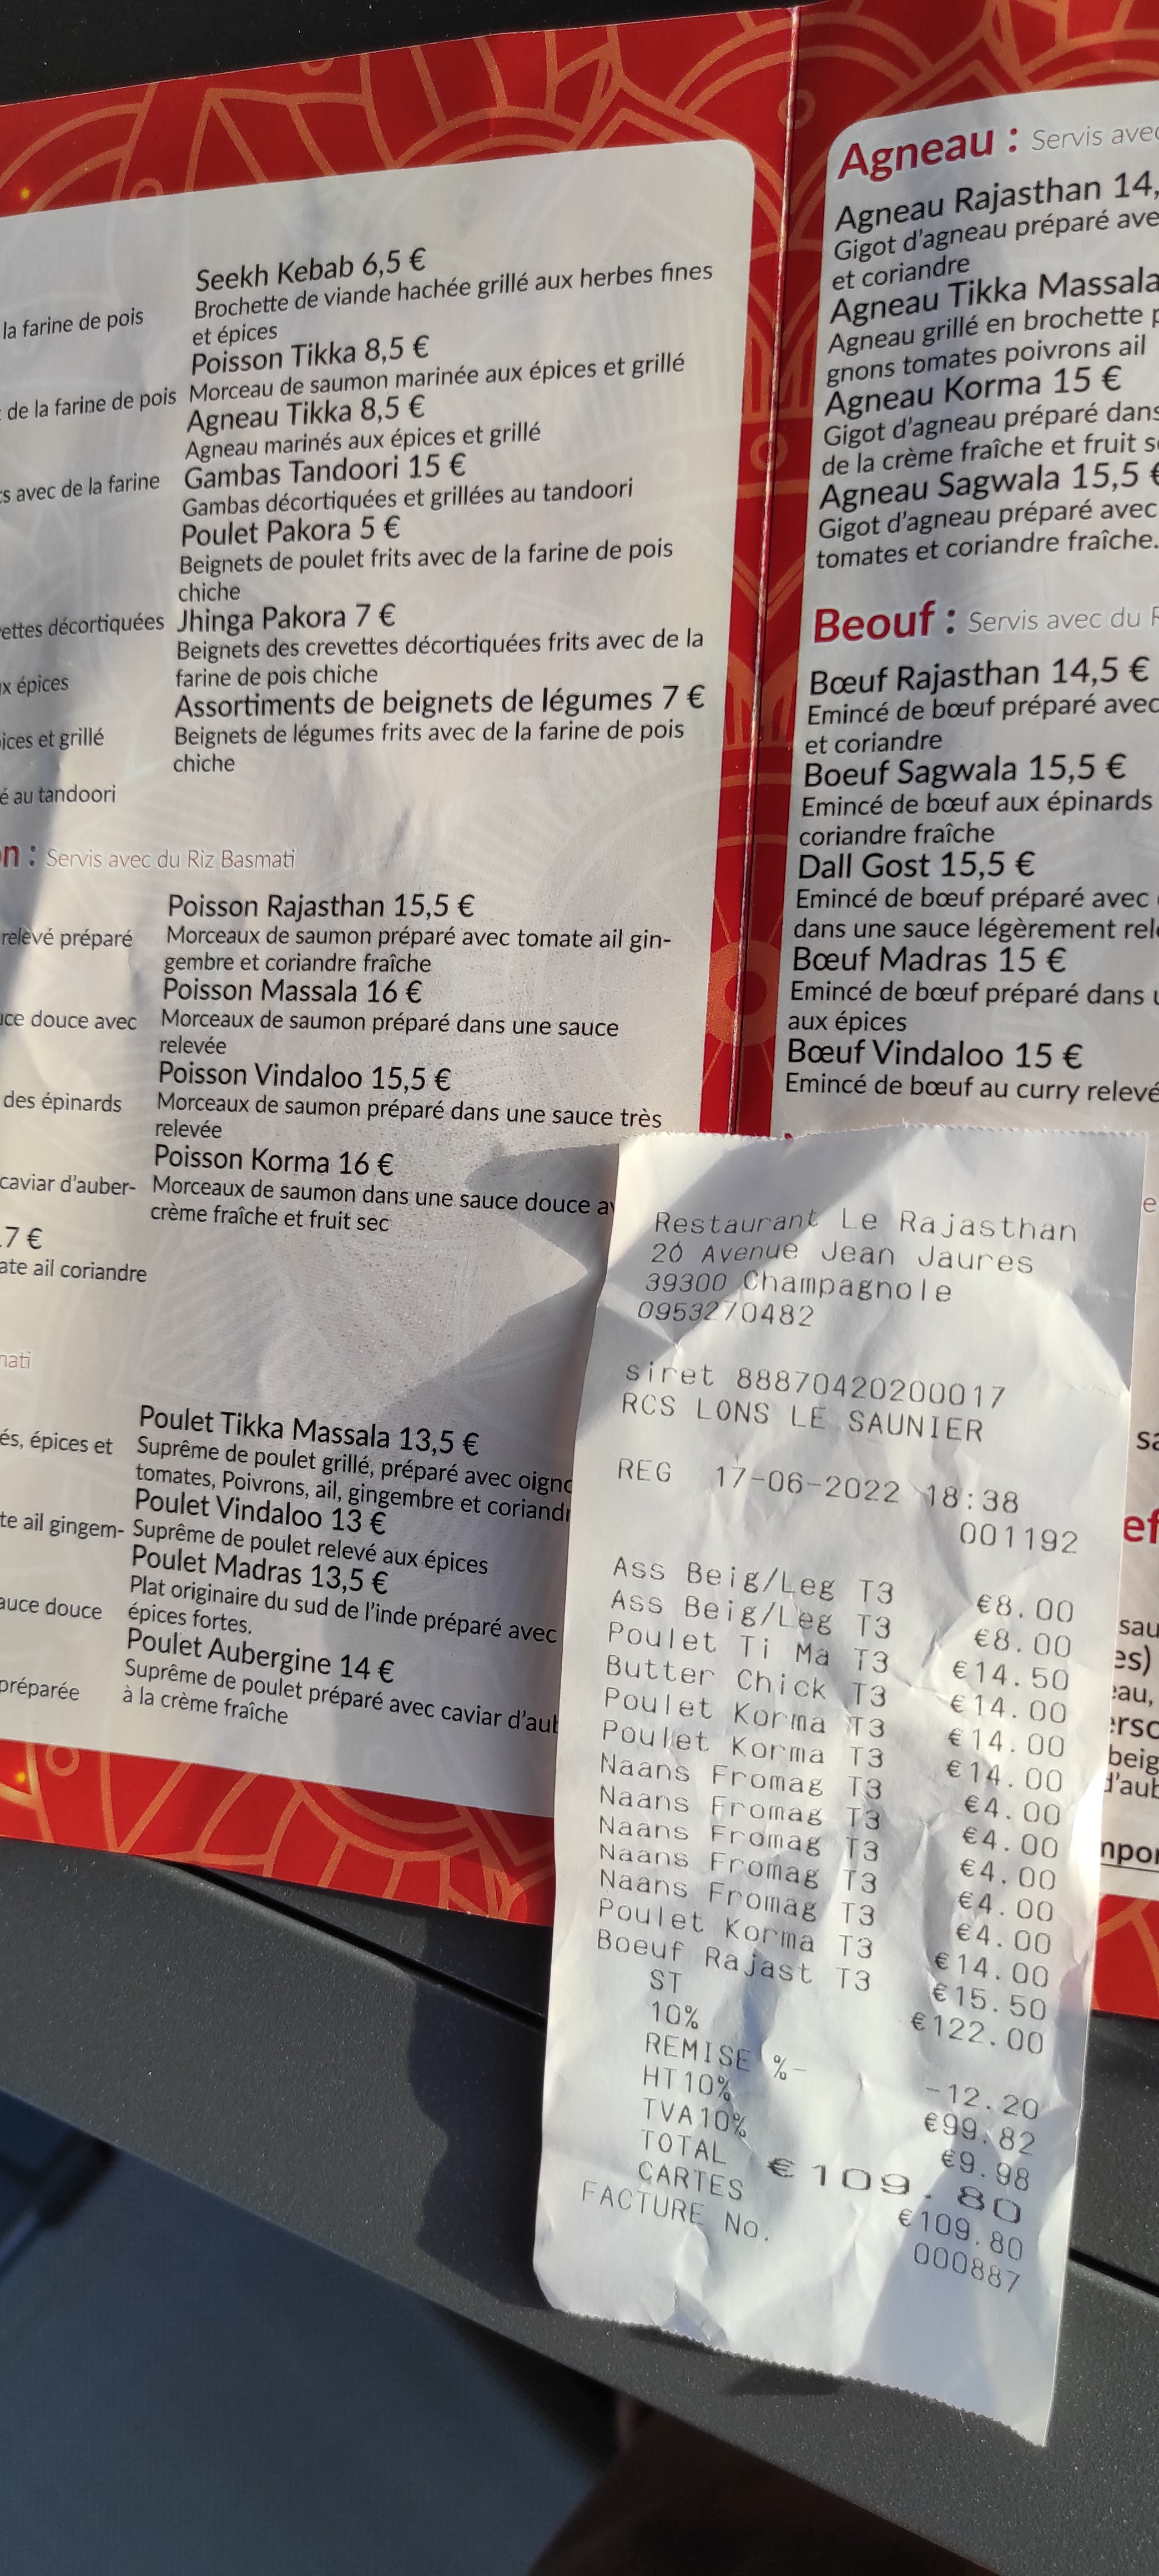 la farine de pois
de la farine de pois
s avec de la farine
ettes décortiquées
x épices
ices et grillé
é au tandoori
Seekh Kebab 6,5 €
Brochette de viande hachée grillé aux herbes fines
et épices
Poisson Tikka 8,5 €
Morceau de saumon marinée aux épices et grillé
Agneau Tikka 8,5 €
Agneau marinés aux épices et grillé
Gambas Tandoori 15 €
Gambas décortiquées et grillées au tandoori
Poulet Pakora 5 €
Beignets de poulet frits avec de la farine de pois
chiche
Jhinga Pakora 7 €
Beignets des crevettes décortiquées frits avec de la
farine de pois chiche
Assortiments de beignets de légumes 7 €
Beignets de légumes frits avec de la farine de pois
chiche
n : Servis avec du Riz Basmati
relevé préparé
uce douce avec
des épinards
caviar d'auber-
17 €
ate ail coriandre
Poisson Rajasthan 15,5 €
Morceaux de saumon préparé avec tomate ail gin-
gembre et coriandre fraîche
Poisson Massala 16 €
Morceaux de saumon préparé dans une sauce
relevée
Poisson Vindaloo 15,5 €
Morceaux de saumon préparé dans une sauce très
relevée
Poisson Korma 16 €
Morceaux de saumon dans une sauce douce a
crème fraîche et fruit sec
mati
és, épices et
te ail gingem-
auce douce
préparée
Poulet Tikka Massala 13,5 €
Suprême de poulet grillé, préparé avec oigno
tomates, Poivrons, ail, gingembre et coriand
Poulet Vindaloo 13 €
Suprême de poulet relevé aux épices
Poulet Madras 13,5 €
Plat originaire du sud de l'inde préparé avec
épices fortes.
Poulet Aubergine 14 €
Suprême de poulet préparé avec caviar d'aub
à la crème fraîche
Agneau : Servis avec
Agneau Rajasthan 14,
Gigot d'agneau préparé ave
et coriandre
Agneau Tikka Massala
Agneau grillé en brochette p
gnons tomates poivrons ail
Agneau Korma 15 €
Gigot d'agneau préparé dans
de la crème fraîche et fruit s
Agneau Sagwala 15,5 €
Gigot d'agneau préparé avec
tomates et coriandre fraîche.
Beouf : Servis avec du R
Bœuf Rajasthan 14,5 €
Emincé de bœuf préparé avec
et coriandre
Boeuf Sagwala 15,5 €
Emincé de bœuf aux épinards
coriandre fraîche
Dall Gost 15,5 €
Emincé de bœuf préparé avec
dans une sauce légèrement rel
Bœuf Madras 15 €
Emincé de bœuf préparé dans u
aux épices
Bœuf Vindaloo 15 €
Emincé de bœuf au curry relevé
Restaurant Le Rajasthan
26 Avenue Jean Jaures
39300 Champagnole
0953270482
siret 88870420200017
RCS LONS LE SAUNIER
REG 17-06-2022 18:38
001192
Ass Beig/Leg T3 €8.00
Ass Beig/Leg T3 €8.00
Poulet Ti Ma T3 €14.50
Butter Chick T3 €14.00
Poulet Korma T3 €14.00
Poulet Korma T3 €14.00
Naans Fromag T3 €4.00
Naans Fromag T3 €4.00
Naans Fromag T3 €4.00
Naans Fromag T3 €4.00
Naans Fromag T3 €4.00
Poulet Korma T3 €14.00
Boeuf Rajast T3 €15.50
ST €122.00
10%
REMISE %- -12.20
HT10% €99.82
TVA10% €9.98
TOTAL €109.80
CARTES €109.80
FACTURE No. 000887
sa
ef
sau
es)
eau,
erso
beig
d'aub
mpor